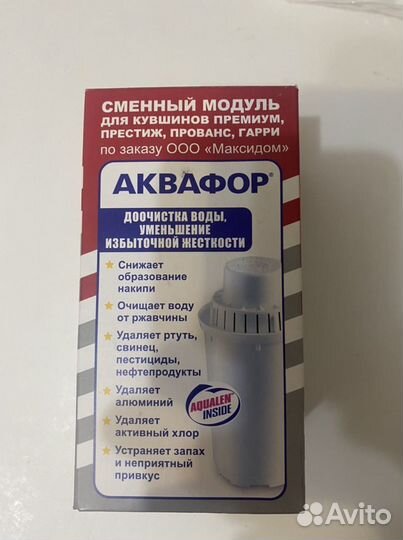 СМЕННЫЙ МОДУЛЬ
ДЛЯ КУВШИНОВ ПРЕМИУМ,
ПРЕСТИЖ, ПРОВАНС, ГАРРИ
по заказу ООО «Максидом»
АКВАФОР®
ДООЧИСТКА ВОДЫ,
УМЕНЬШЕНИЕ
ИЗБЫТОЧНОЙ ЖЕСТКОСТИ
Снижает
образование
накипи
Очищает воду
от ржавчины
Удаляет ртуть,
свинец,
пестициды,
нефтепродукты
Удаляет
алюминий
Удаляет
активный хлор
Устраняет запах
и неприятный
привкус
AQUALEN
INSIDE
Avito